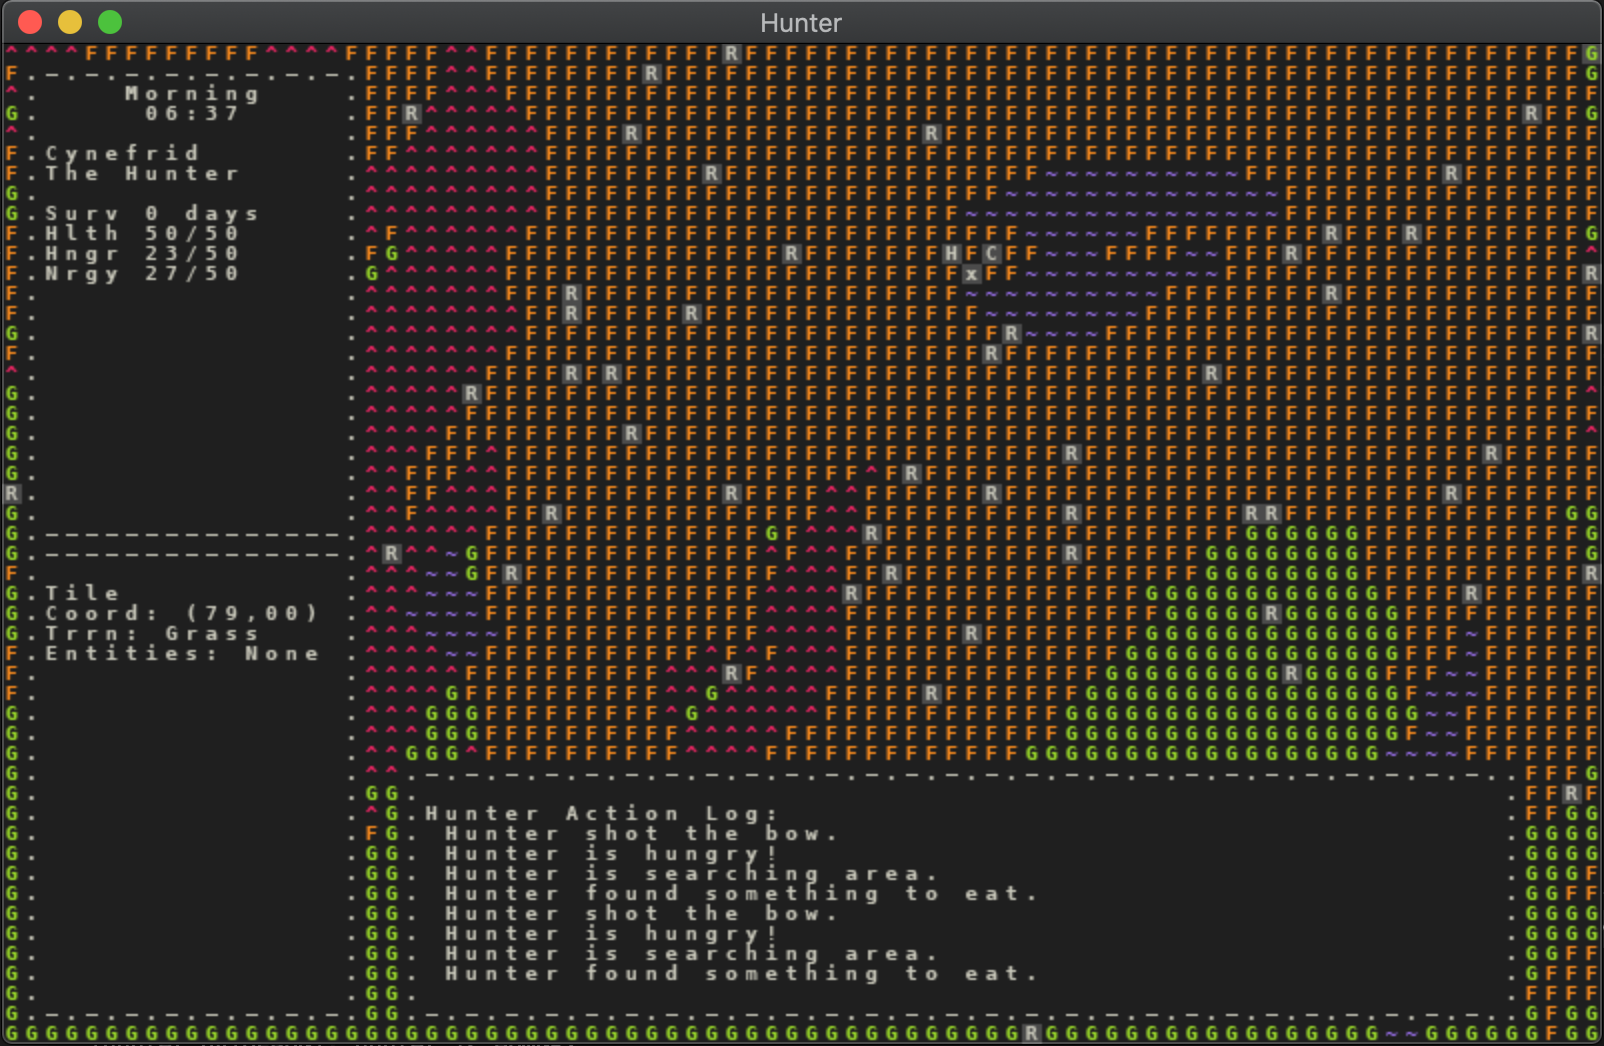 Hunter
Morning
06:37
Cynefrid
The Hunter
Surv 0 days
Hlth 50/50
Hngr 23/50
Nrgy 27/50
Tile
Coord: (79,00)
Trrn: Grass
Entities: None
Hunter Action Log:
Hunter shot the bow.
Hunter is hungry!
Hunter is searching area.
Hunter found something to eat.
Hunter shot the bow.
Hunter is hungry!
Hunter is searching area.
Hunter found something to eat.